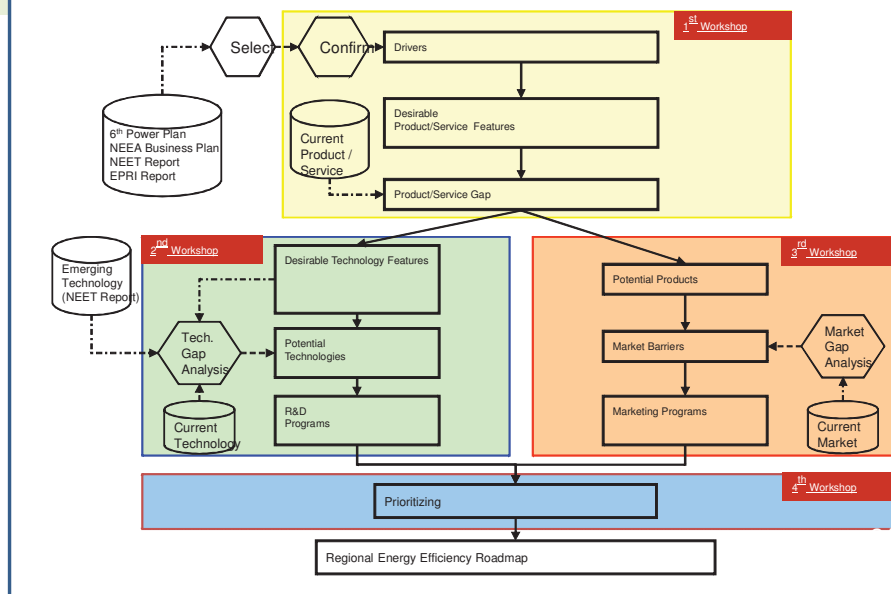 1st Workshop
Select
Confirm
Drivers
6th Power Plan
NEEA Business Plan
NEET Report
EPRI Report
Current
Product /
Service
Desirable
Product/Service Features
Product/Service Gap
2nd Workshop
3rd Workshop
Emerging
Technology
(NEET Report)
Desirable Technology Features
Potential Products
Tech.
Gap
Analysis
Potential
Technologies
Market Barriers
Market
Gap
Analysis
Current
Technology
R&D
Programs
Marketing Programs
Current
Market
4th Workshop
Prioritizing
Regional Energy Efficiency Roadmap